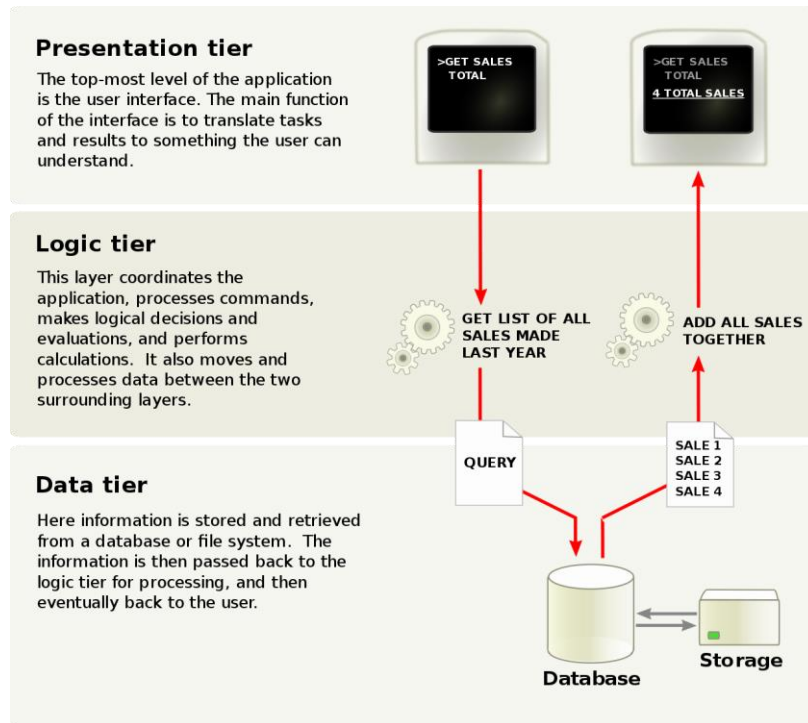 Presentation tier
The top-most level of the application
is the user interface. The main function
of the interface is to translate tasks
and results to something the user can
understand.
>GET SALES
TOTAL
>GET SALES
TOTAL
4 TOTAL SALES
Logic tier
This layer coordinates the
application, processes commands,
makes logical decisions and
evaluations, and performs
calculations.  It also moves and
processes data between the two
surrounding layers.
GET LIST OF ALL
SALES MADE
LAST YEAR
ADD ALL SALES
TOGETHER
QUERY
SALE 1
SALE 2
SALE 3
SALE 4
Data tier
Here information is stored and retrieved
from a database or file system.  The
information is then passed back to the
logic tier for processing, and then
eventually back to the user.
Database
Storage